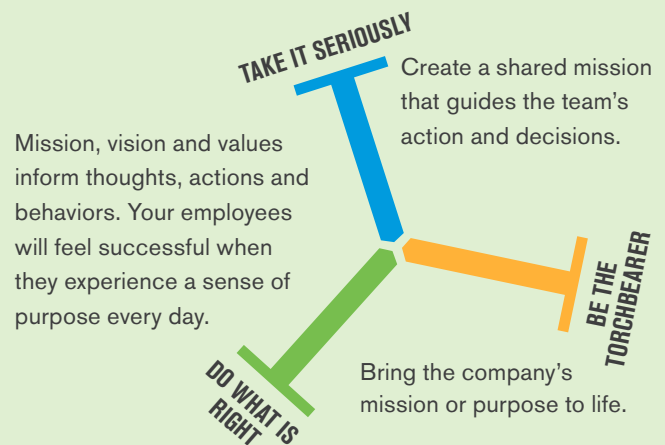 TAKE IT SERIOUSLY
Create a shared mission
that guides the team's
action and decisions.
Mission, vision and values
inform thoughts, actions and
behaviors. Your employees
will feel successful when
they experience a sense of
purpose every day.
BE THE
TORCHBEARER
Bring the company's
mission or purpose to life.
DO WHAT IS
RIGHT